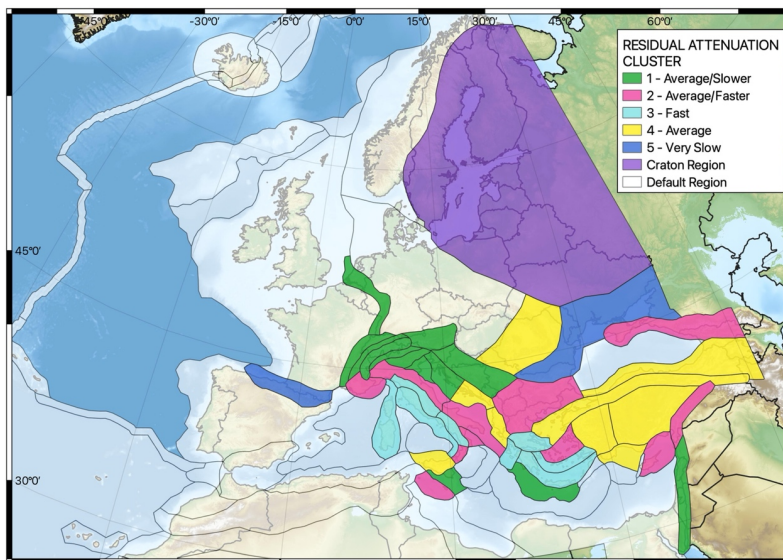 45°0' -30°0' -15°0' 0°0' 15°0' 30°0' 45°0' 60°0'
RESIDUAL ATTENUATION
CLUSTER
1 - Average/Slower
2 - Average/Faster
3 - Fast
4 - Average
5 - Very Slow
Craton Region
Default Region
45°0'
30°0'